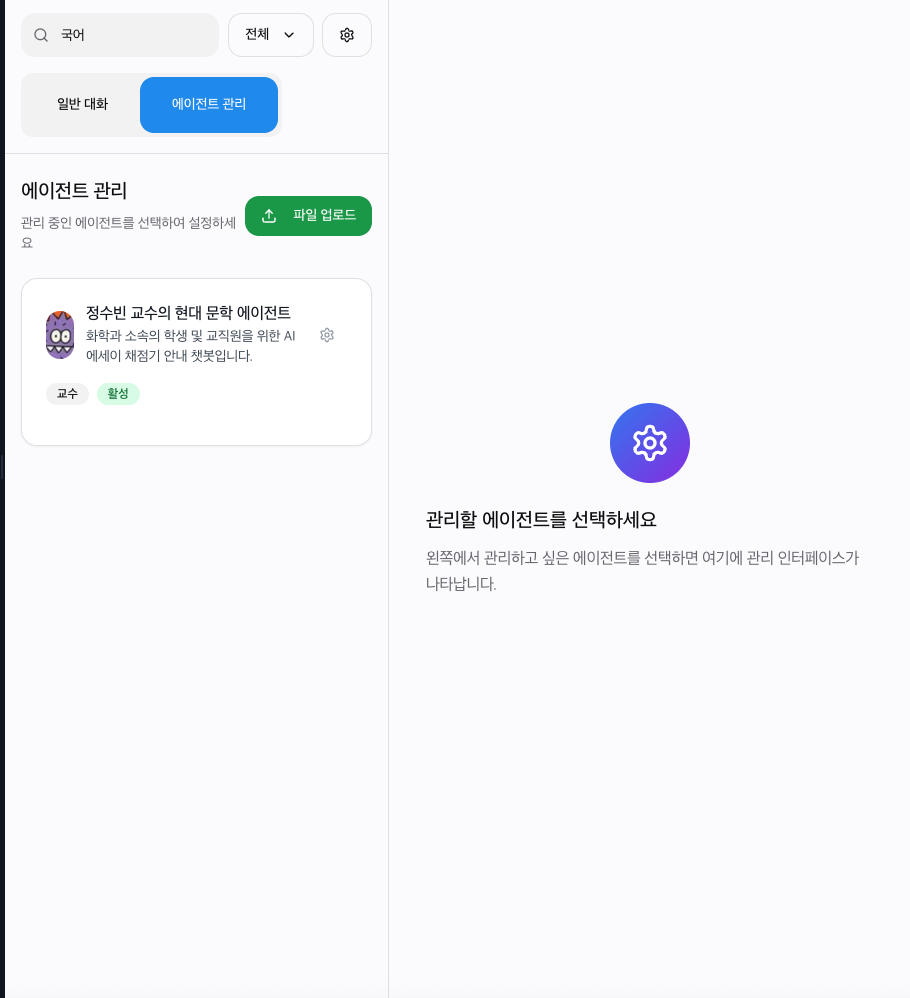 국어
전체
일반 대화
에이전트 관리
에이전트 관리
관리 중인 에이전트를 선택하여 설정하세
요
파일 업로드
정수빈 교수의 현대 문학 에이전트
화학과 소속의 학생 및 교직원을 위한 AI
에세이 채점기 안내 챗봇입니다.
교수
활성
관리할 에이전트를 선택하세요
왼쪽에서 관리하고 싶은 에이전트를 선택하면 여기에 관리 인터페이스가
나타납니다.